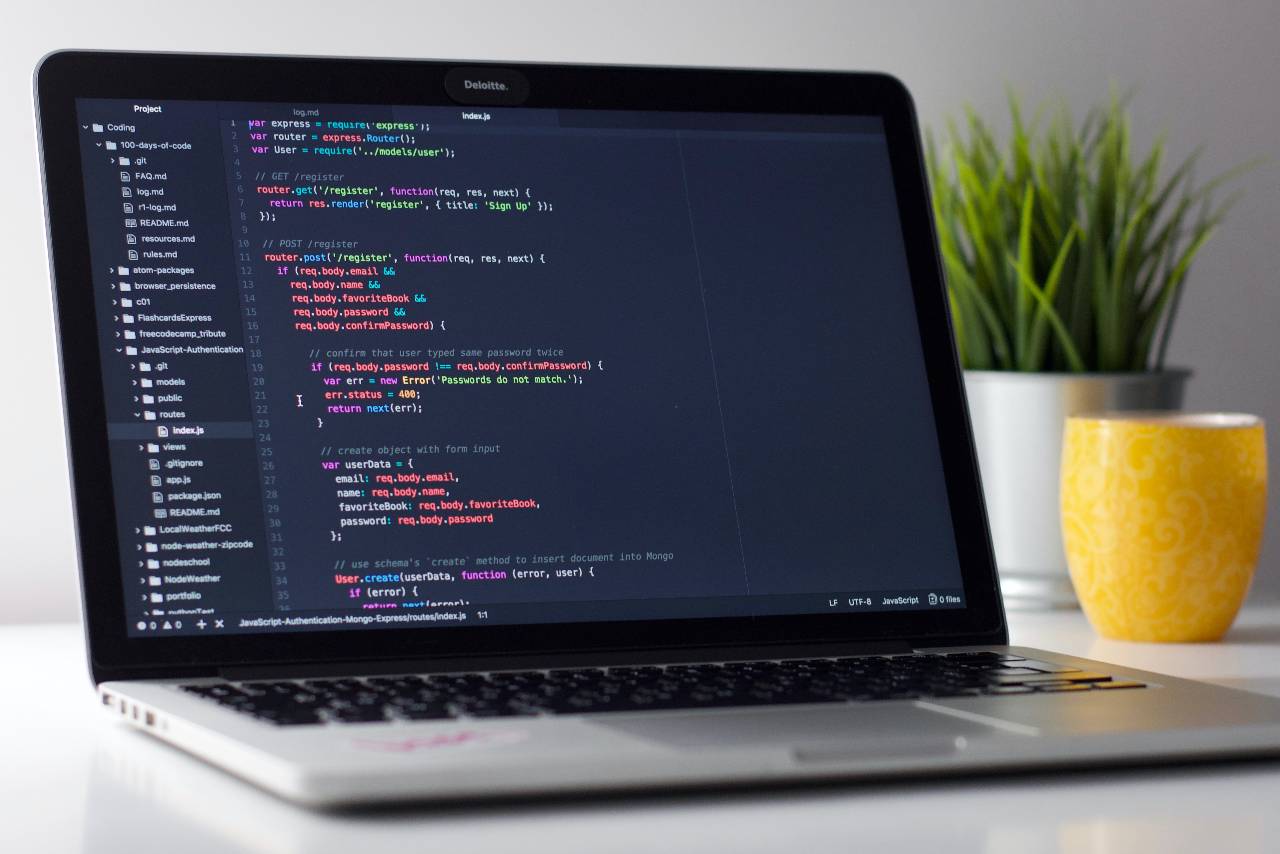 Deloitte.
Project
Coding
100-days-of-code
.git
FAQ.md
log.md
r1-log.md
README.md
resources.md
rules.md
atom-packages
browser_persistence
c01
FlashcardsExpress
freecodecamp_tribute
JavaScript-Authentication
.git
models
public
routes
index.js
views
.gitignore
app.js
package.json
README.md
LocalWeatherFCC
node-weather-zipcode
nodeschool
NodeWeather
portfolio
pythonTest
log.md
index.js
1 var express = require('express');
2 var router = express.Router();
3 var User = require('../models/user');
4
5 // GET /register
6 router.get('/register', function(req, res, next) {
7 return res.render('register', { title: 'Sign Up' });
8 });
9
10 // POST /register
11 router.post('/register', function(req, res, next) {
12 if (req.body.email &&
13 req.body.name &&
14 req.body.favoriteBook &&
15 req.body.password &&
16 req.body.confirmPassword) {
17
18 // confirm that user typed same password twice
19 if (req.body.password !== req.body.confirmPassword) {
20 var err = new Error('Passwords do not match.');
21 err.status = 400;
22 return next(err);
23 }
24
25 // create object with form input
26 var userData = {
27 email: req.body.email,
28 name: req.body.name,
29 favoriteBook: req.body.favoriteBook,
30 password: req.body.password
31 };
32
33 // use schema's `create` method to insert document into Mongo
34 User.create(userData, function (error, user) {
35 if (error) {
36 return next(error);
0 0 JavaScript-Authentication-Mongo-Express/routes/index.js 1:1 LF UTF-8 JavaScript 0 files